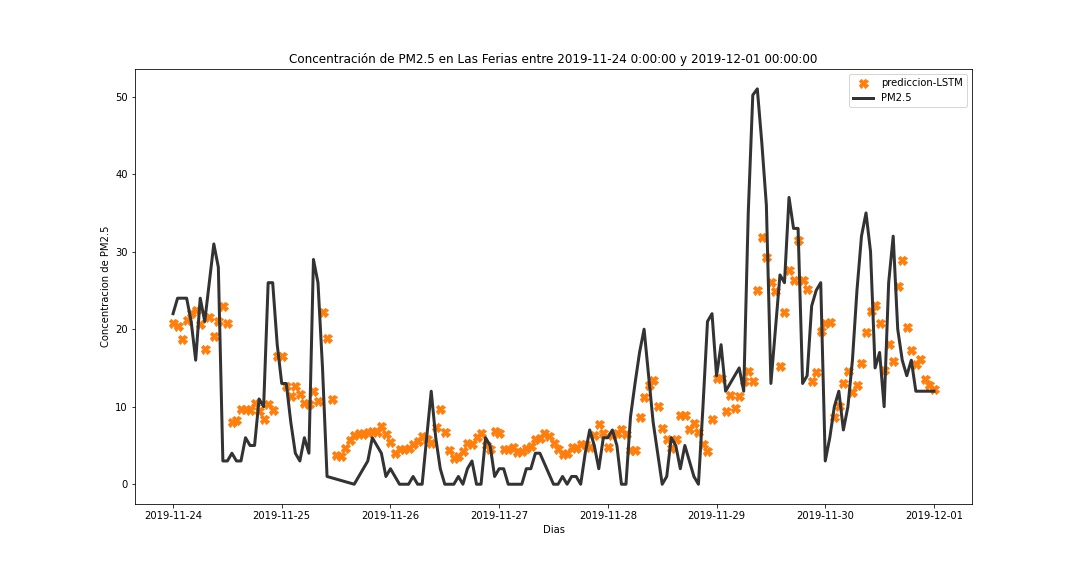 Concentración de PM2.5 en Las Ferias entre 2019-11-24 0:00:00 y 2019-12-01 00:00:00
prediccion-LSTM
PM2.5
Concentracion de PM2.5
50
40
30
20
10
0
2019-11-24 2019-11-25 2019-11-26 2019-11-27 2019-11-28 2019-11-29 2019-11-30 2019-12-01
Dias